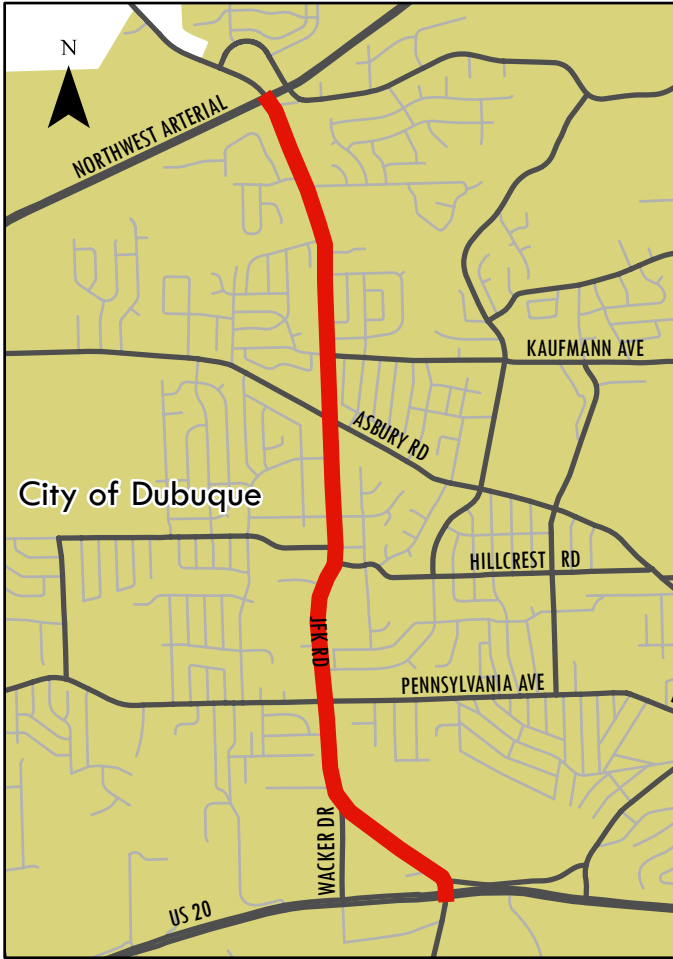 N
NORTHWEST ARTERIAL
KAUFMANN AVE
ASBURY RD
City of Dubuque
HILLCREST RD
JFK RD
PENNSYLVANIA AVE
WACKER DR
US 20